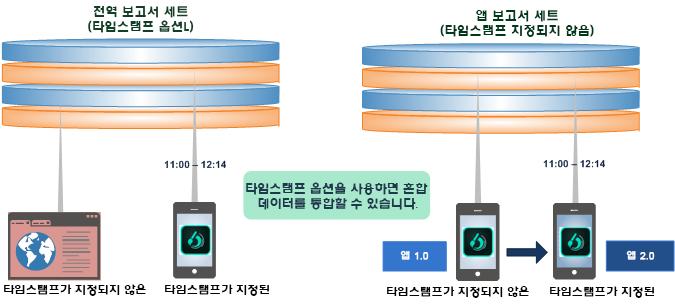 전역 보고서 세트
(타임스탬프 옵션L)
앱 보고서 세트
(타임스탬프 지정되지 않음)
11:00 – 12:14
11:00 – 12:14
타임스탬프 옵션을 사용하면 혼합
데이터를 통합할 수 있습니다.
앱 1.0
앱 2.0
타임스탬프가 지정되지 않은
타임스탬프가 지정된
타임스탬프가 지정되지 않은
타임스탬프가 지정된